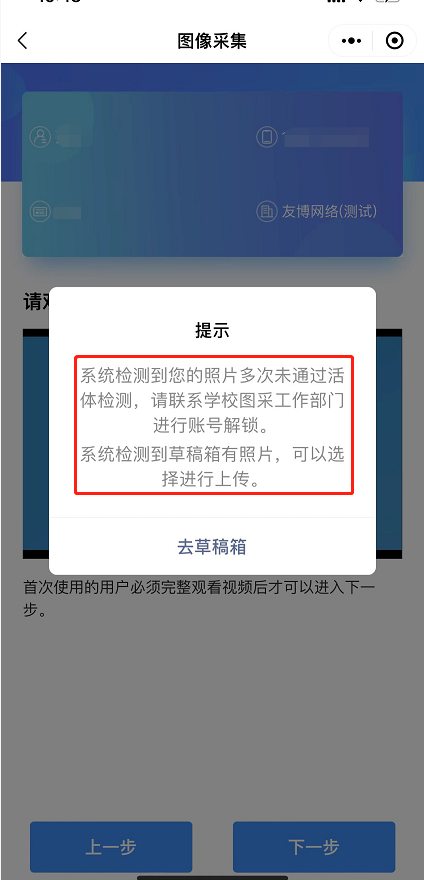 图像采集
友博网络(测试)
请观
提示
系统检测到您的照片多次未通过活
体检测，请联系学校图采工作部门
进行账号解锁。
系统检测到草稿箱有照片，可以选
择进行上传。
去草稿箱
首次使用的用户必须完整观看视频后才可以进入下一
步。
上一步
下一步